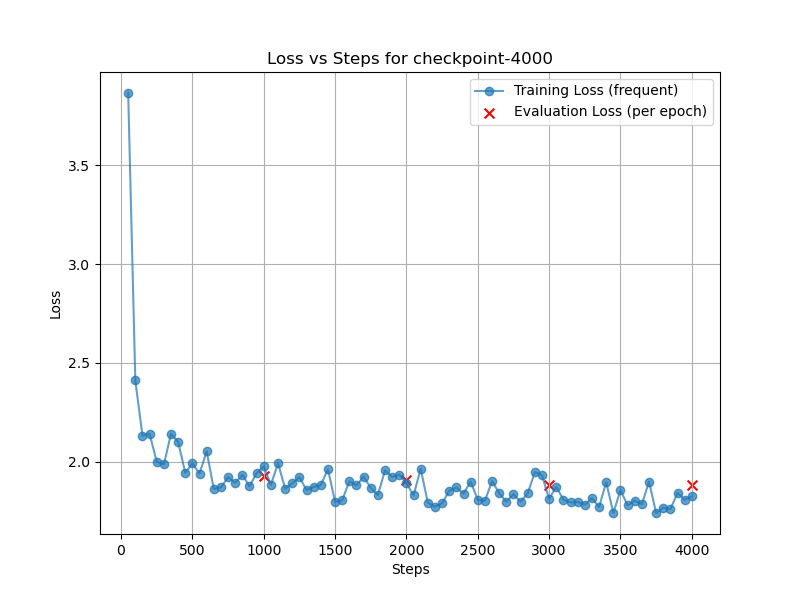 Loss vs Steps for checkpoint-4000
Training Loss (frequent)
Evaluation Loss (per epoch)
3.5
3.0
2.5
2.0
Loss
0 500 1000 1500 2000 2500 3000 3500 4000
Steps